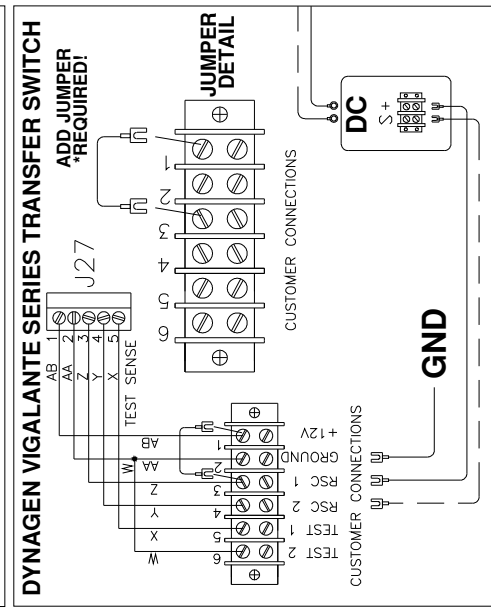 DYNAGEN VIGALANTE SERIES TRANSFER SWITCH
ADD JUMPER
*REQUIRED!
JUMPER
DETAIL
1
2
3
4
5
6
CUSTOMER CONNECTIONS
J27
1
2
3
4
5
AB
AA
Z
Y
X
TEST SENSE
DC
S +
GND
AB
W
AA
Z
Y
X
W
1
2
3
4
5
6
+12V
GROUND
RSC 1
RSC 2
TEST 1
TEST 2
CUSTOMER CONNECTIONS